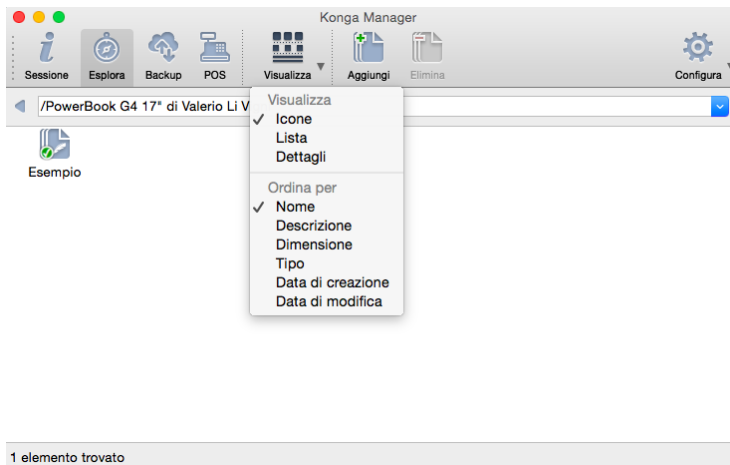 Konga Manager
Sessione Esplora Backup POS Visualizza Aggiungi Elimina Configura
/PowerBook G4 17" di Valerio Li V
Visualizza
✓ Icone
Lista
Dettagli
Ordina per
✓ Nome
Descrizione
Dimensione
Tipo
Data di creazione
Data di modifica
Esempio
1 elemento trovato